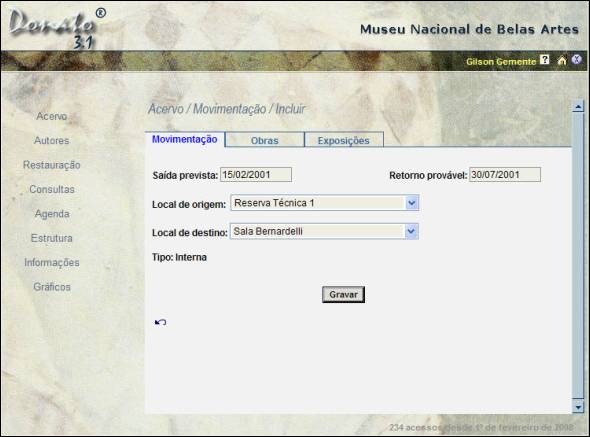 Donato®
3.1
Museu Nacional de Belas Artes
Gilson Gemente ? X
Acervo
Autores
Restauração
Consultas
Agenda
Estrutura
Informações
Gráficos
Acervo / Movimentação / Incluir
Movimentação Obras Exposições
Saída prevista: 15/02/2001 Retorno provável: 30/07/2001
Local de origem: Reserva Técnica 1
Local de destino: Sala Bernardelli
Tipo: Interna
Gravar
234 acessos desde 1º de fevereiro de 2008